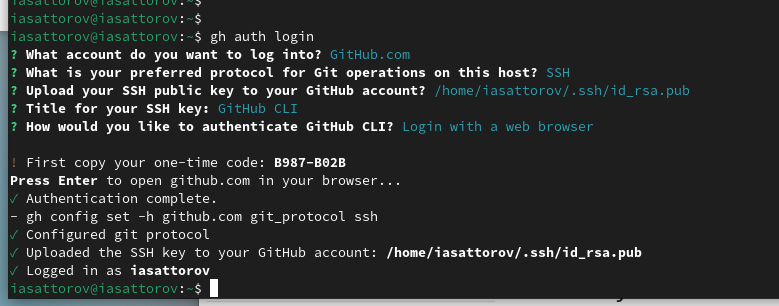 iasattorov@iasattorov:~$
iasattorov@iasattorov:~$
iasattorov@iasattorov:~$ gh auth login
? What account do you want to log into? GitHub.com
? What is your preferred protocol for Git operations on this host? SSH
? Upload your SSH public key to your GitHub account? /home/iasattorov/.ssh/id_rsa.pub
? Title for your SSH key: GitHub CLI
? How would you like to authenticate GitHub CLI? Login with a web browser
! First copy your one-time code: B987-B02B
Press Enter to open github.com in your browser...
✓ Authentication complete.
- gh config set -h github.com git_protocol ssh
✓ Configured git protocol
✓ Uploaded the SSH key to your GitHub account: /home/iasattorov/.ssh/id_rsa.pub
✓ Logged in as iasattorov
iasattorov@iasattorov:~$